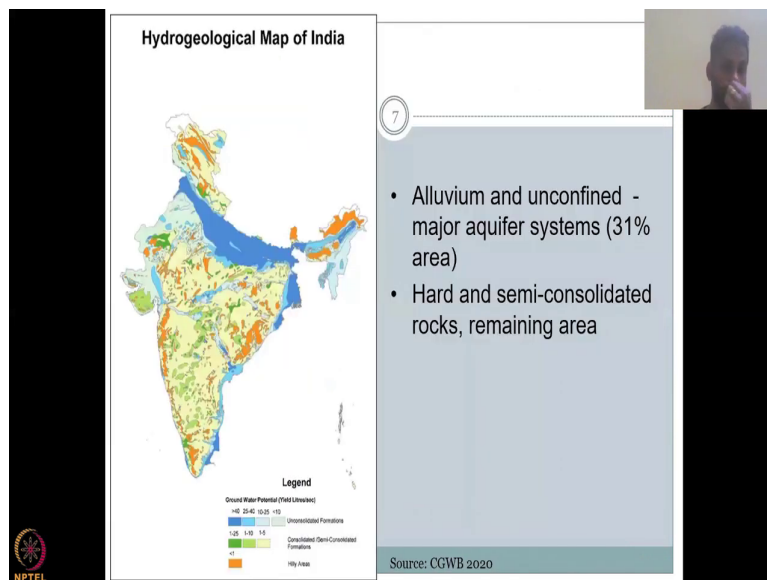 Hydrogeological Map of India
7
• Alluvium and unconfined -
major aquifer systems (31%
area)
• Hard and semi-consolidated
rocks, remaining area
Legend
Ground Water Potential (Yield Litres/sec)
>40 25-40 10-25 <10
Unconsolidated Formations
1-25 1-10 1-5
Consolidated /Semi-Consolidated
Formations
<1
Hilly Areas
Source: CGWB 2020
NPTEL